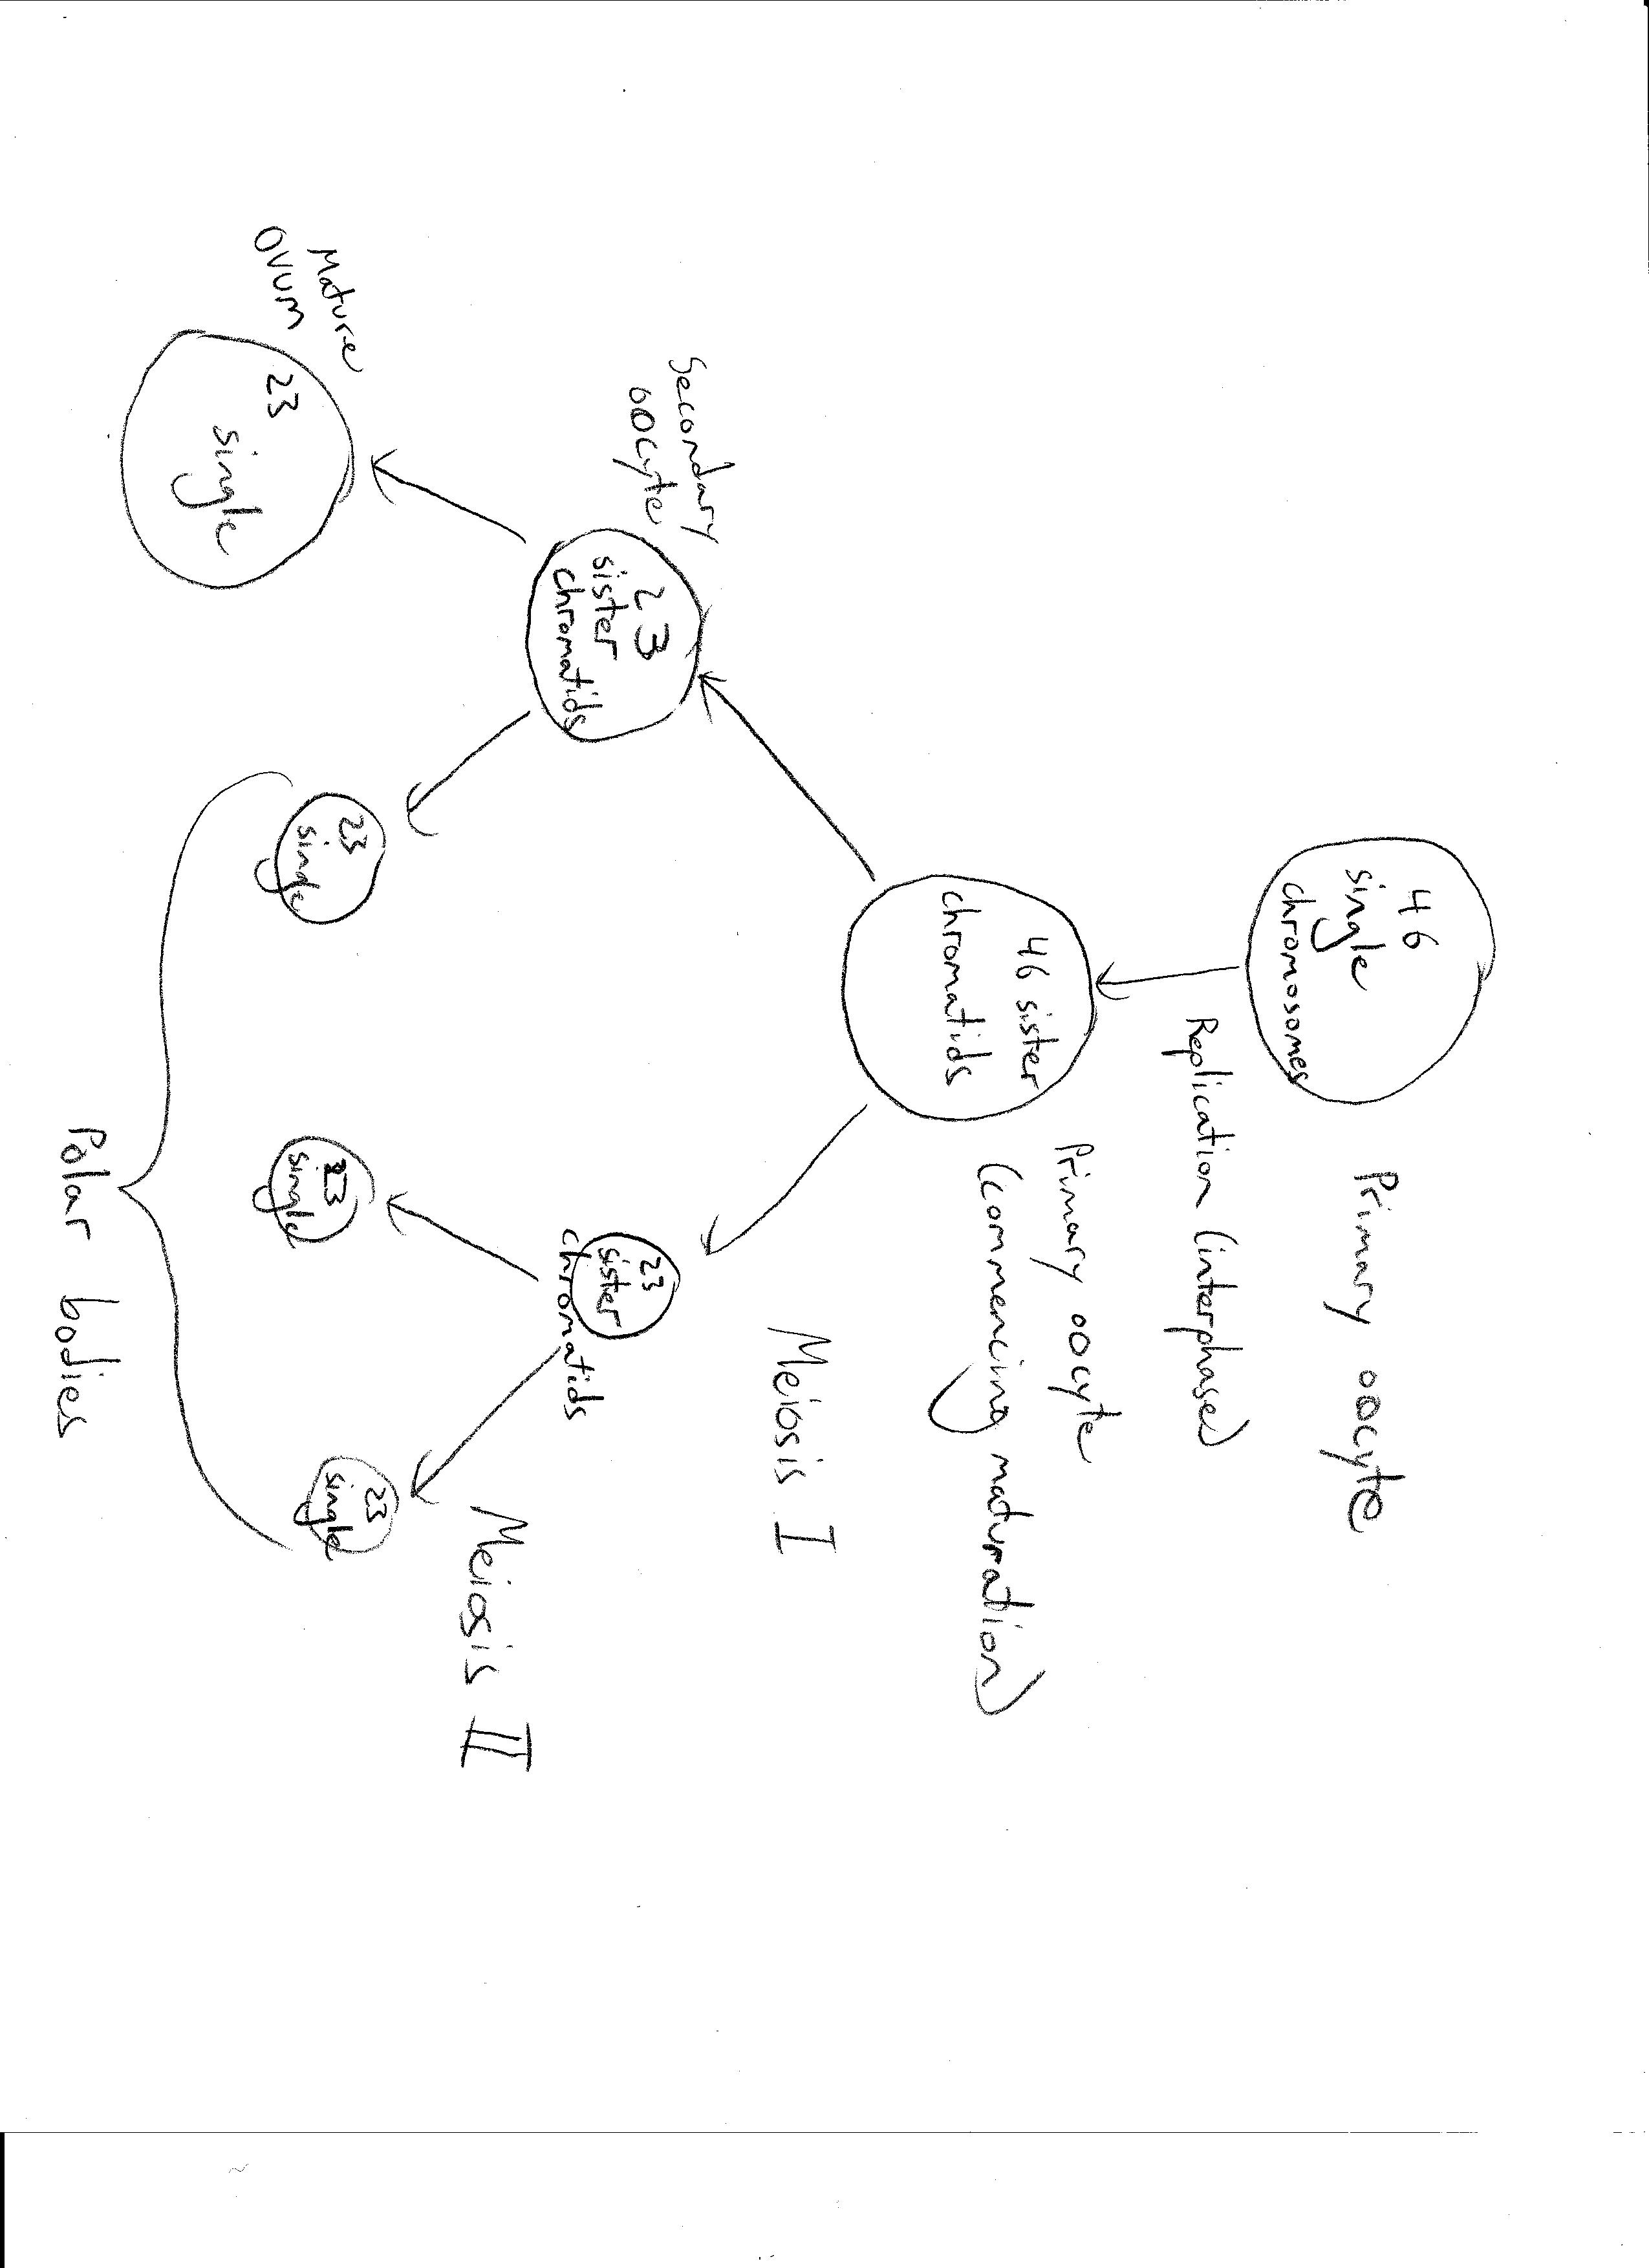 46
single
chromosomes
Primary oocyte
Replication (interphase)
46 sister
chromatids
Primary oocyte
(commencing maturation)
Meiosis I
Secondary
oocyte
23
sister
chromatids
23
sister
chromatids
Meiosis II
Mature
ovum
23
single
23
single
23
single
23
single
Polar bodies